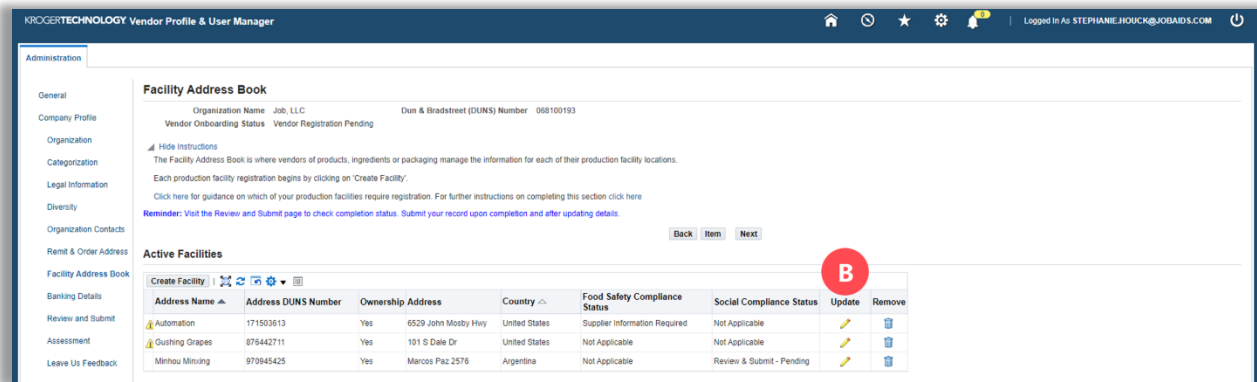 KROGERTECHNOLOGY Vendor Profile & User Manager
0
Logged In As STEPHANIE.HOUCK@JOBAIDS.COM
Administration
General
Company Profile
Organization
Categorization
Legal Information
Diversity
Organization Contacts
Remit & Order Address
Facility Address Book
Banking Details
Review and Submit
Assessment
Leave Us Feedback
Facility Address Book
Organization Name Job, LLC Dun & Bradstreet (DUNS) Number 068100193
Vendor Onboarding Status Vendor Registration Pending
Hide Instructions
The Facility Address Book is where vendors of products, ingredients or packaging manage the information for each of their production facility locations.
Each production facility registration begins by clicking on 'Create Facility'.
Click here for guidance on which of your production facilities require registration. For further instructions on completing this section click here
Reminder: Visit the Review and Submit page to check completion status. Submit your record upon completion and after updating details.
Back Item Next
Active Facilities
B
Create Facility
Address Name Address DUNS Number Ownership Address Country Food Safety Compliance Status Social Compliance Status Update Remove
Automation 171503613 Yes 6529 John Mosby Hwy United States Supplier Information Required Not Applicable
Gushing Grapes 876442711 Yes 101 S Dale Dr United States Not Applicable Not Applicable
Minhou Minxing 970945425 Yes Marcos Paz 2576 Argentina Not Applicable Review & Submit - Pending